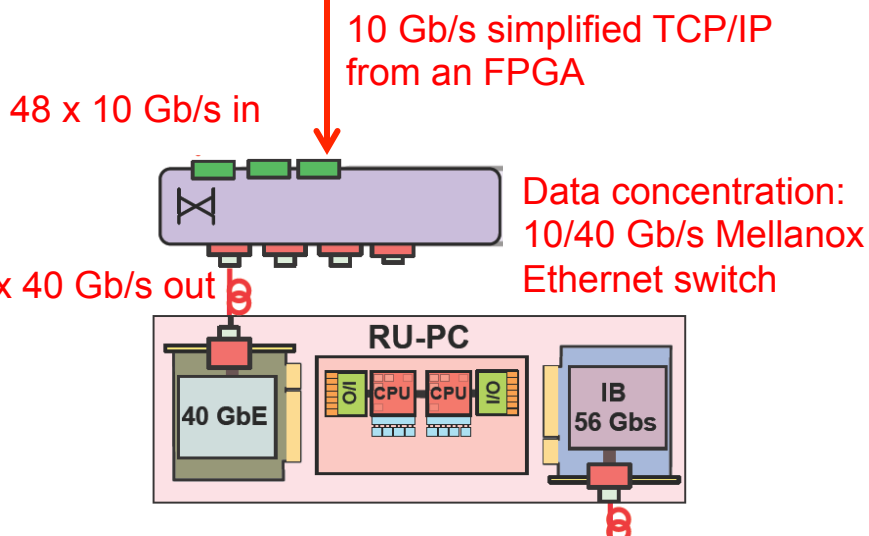 10 Gb/s simplified TCP/IP
from an FPGA
48 x 10 Gb/s in
Data concentration:
10/40 Gb/s Mellanox
Ethernet switch
x 40 Gb/s out
RU-PC
40 GbE
I/O
CPU
CPU
I/O
IB
56 Gbs